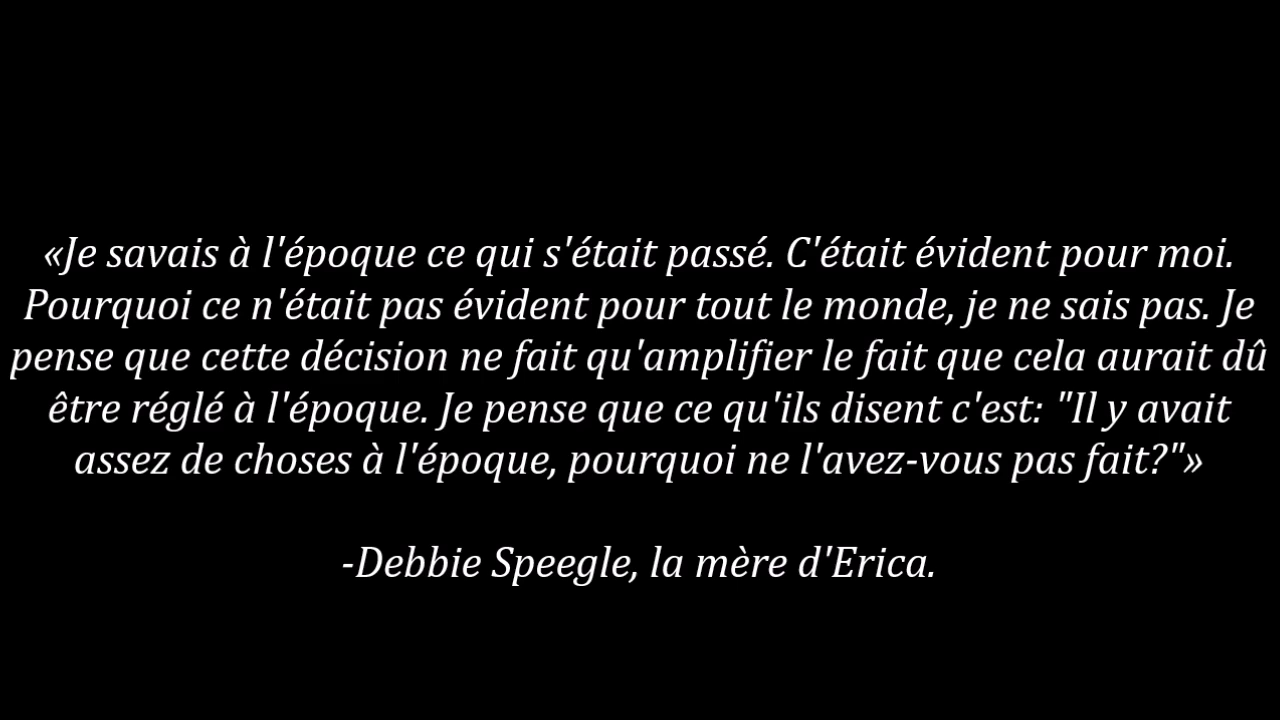 «Je savais à l'époque ce qui s'était passé. C'était évident pour moi.
Pourquoi ce n'était pas évident pour tout le monde, je ne sais pas. Je
pense que cette décision ne fait qu'amplifier le fait que cela aurait dû
être réglé à l'époque. Je pense que ce qu'ils disent c'est: "Il y avait
assez de choses à l'époque, pourquoi ne l'avez-vous pas fait?"»
-Debbie Speegle, la mère d'Erica.